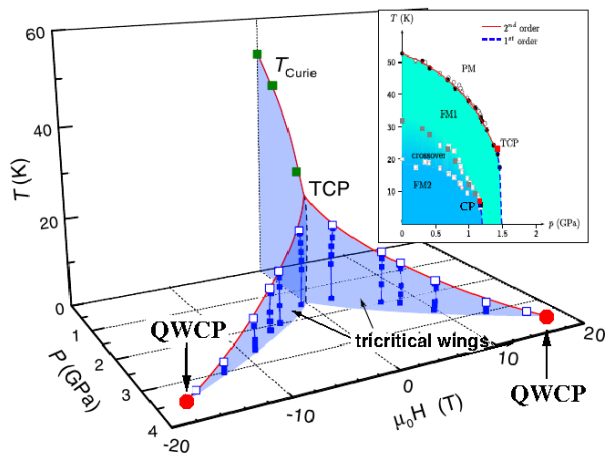 60
40
20
0
T (K)
T_Curie
TCP
QWCP
tricritical wings
QWCP
1
2
3
4
P (GPa)
-20
-10
0
10
20
μ₀H (T)
T (K)
60
50
40
30
20
10
0
2nd order
1st order
PM
FM1
TCP
crossover
FM2
CP
0
0.5
1
1.5
2
p (GPa)